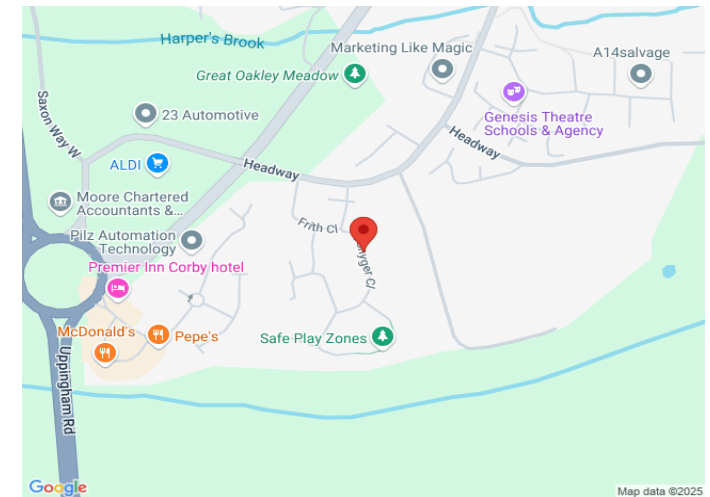 Harper's Brook
Marketing Like Magic
A14salvage
Great Oakley Meadow
Saxon Way W
23 Automotive
Genesis Theatre
Schools & Agency
Headway
ALDI
Headway
Moore Chartered
Accountants &...
Frith Cl
Pilz Automation
Technology
Premier Inn Corby hotel
McDonald's
Pepe's
Safe Play Zones
Uppingham Rd
Google
Map data ©2025